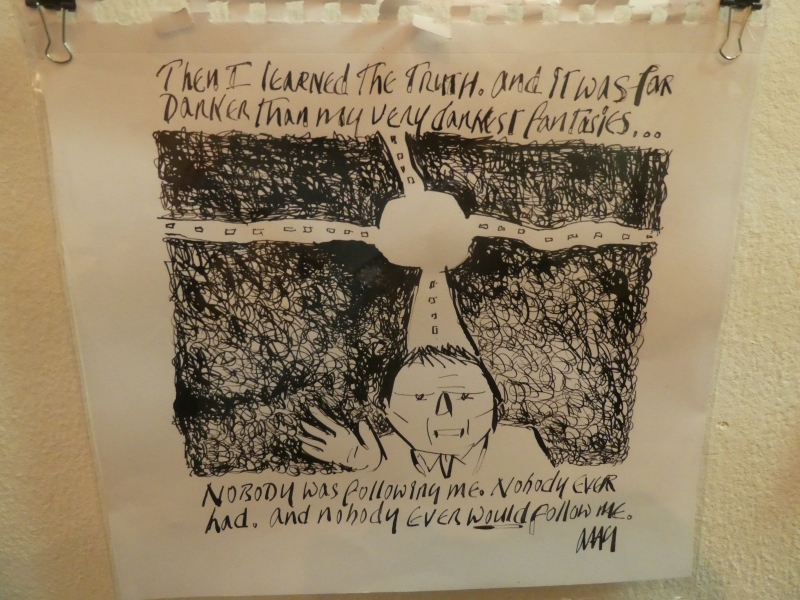 Then I learned the Truth. and it was far
Darker than my very darkest fantasies...
Nobody was following me. Nobody ever
had. and nobody ever would follow me.